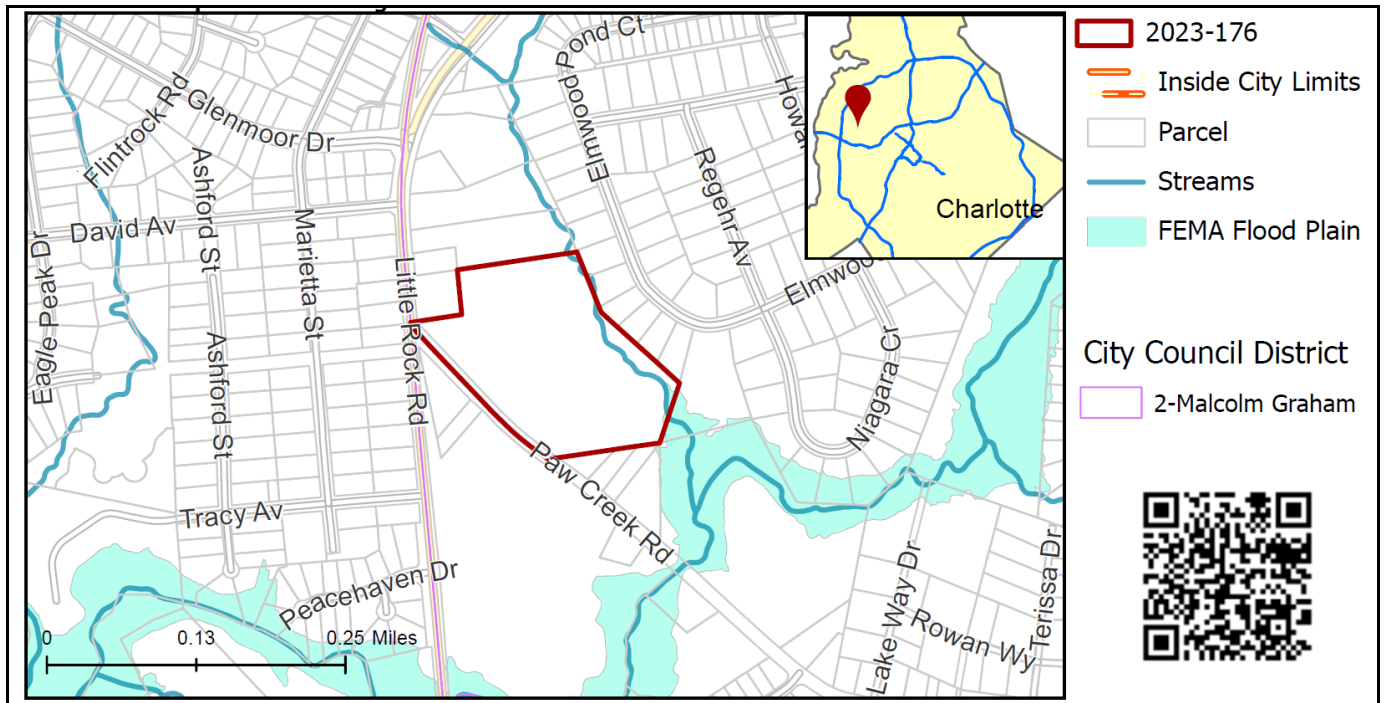 Pond Ct
Elmwood
Flintrock Rd
Glenmoor Dr
Ashford St
Regehr Av
David Av
Marietta St
Eagle Peak Dr
Little Rock Rd
Ashford St
Niagara Cr
Paw Creek Rd
Tracy Av
Peacehaven Dr
Lake Way Dr
Rowan Wy
Terissa Dr
0 0.13 0.25 Miles
Charlotte
2023-176
Inside City Limits
Parcel
Streams
FEMA Flood Plain
City Council District
2-Malcolm Graham